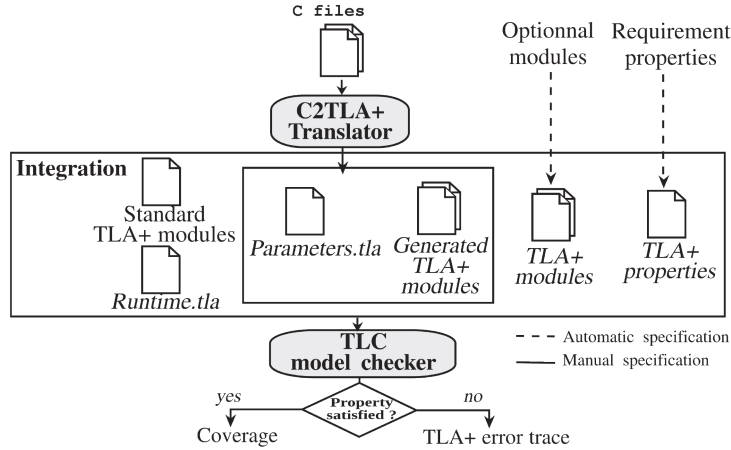 C files
Optionnal
modules
Requirement
properties
C2TLA+
Translator
Integration
Standard
TLA+ modules
Runtime.tla
Parameters.tla
Generated
TLA+
modules
TLA+
modules
TLA+
properties
TLC
model checker
Automatic specification
Manual specification
Property
satisfied ?
yes
no
Coverage
TLA+ error trace